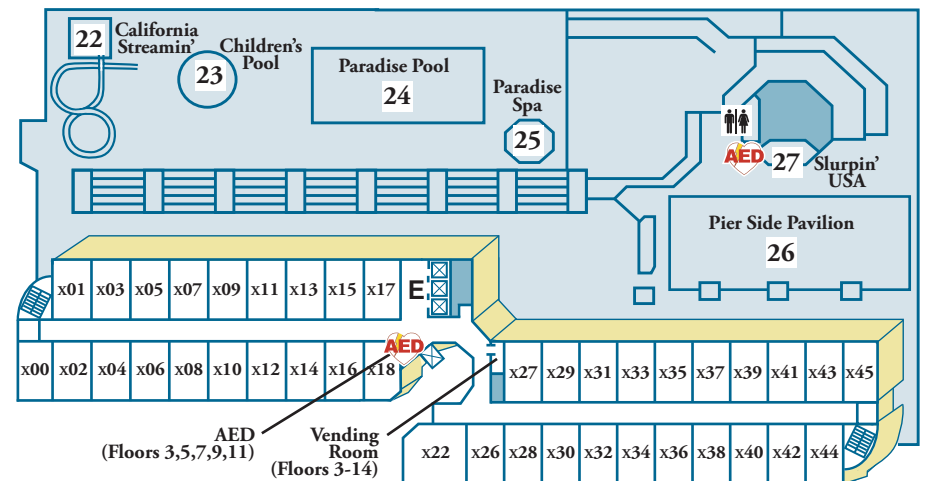 22
California
Streamin'
Children's
Pool
23
Paradise Pool
24
Paradise
Spa
25
AED
27
Slurpin'
USA
Pier Side Pavilion
26
x01 x03 x05 x07 x09 x11 x13 x15 x17
E
x00 x02 x04 x06 x08 x10 x12 x14 x16 x18
AED
x27 x29 x31 x33 x35 x37 x39 x41 x43 x45
x22 x26 x28 x30 x32 x34 x36 x38 x40 x42 x44
AED
(Floors 3,5,7,9,11)
Vending
Room
(Floors 3-14)